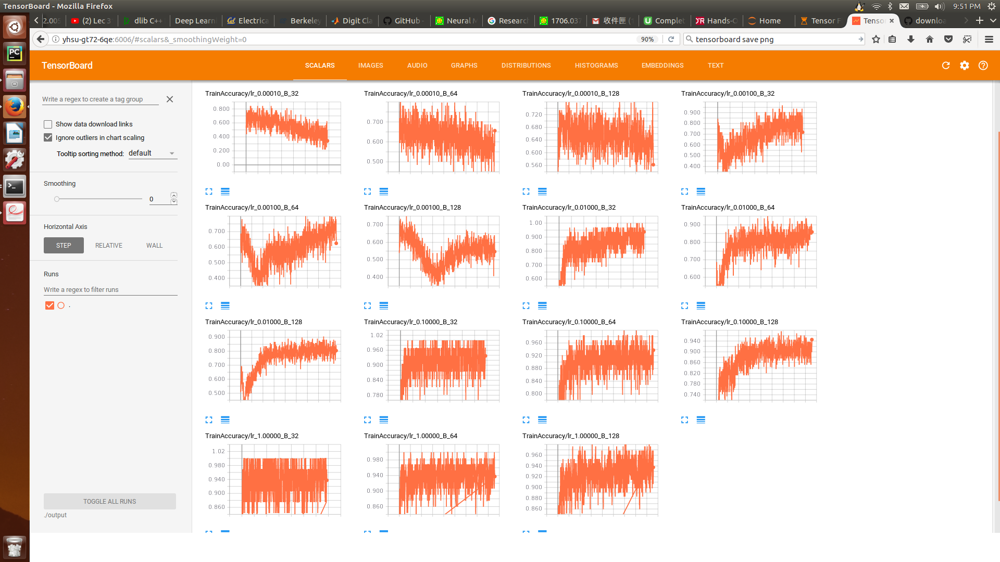 TensorBoard - Mozilla Firefox
9:51 PM
2.005
(2) Lec 3
dlib C++
Deep Learn
Electrica
Berkeley
Digit Cla
GitHub -
Neural
Researc
1706.037
收件匣 (1
Complet
Hands-O
Home
Tensor F
Tensor
downloa
yhsu-gt72-6qe:6006/#scalars&_smoothingWeight=0
90%
tensorboard save png
TensorBoard
SCALARS
IMAGES
AUDIO
GRAPHS
DISTRIBUTIONS
HISTOGRAMS
EMBEDDINGS
TEXT
Write a regex to create a tag group
Show data download links
Ignore outliers in chart scaling
Tooltip sorting method: default
Smoothing
0
Horizontal Axis
STEP
RELATIVE
WALL
Runs
Write a regex to filter runs
.
TOGGLE ALL RUNS
./output
TrainAccuracy/lr_0.00010_B_32
0.800
0.600
0.400
0.200
0.00
TrainAccuracy/lr_0.00010_B_64
0.700
0.600
0.500
TrainAccuracy/lr_0.00010_B_128
0.720
0.680
0.640
0.600
0.560
TrainAccuracy/lr_0.00100_B_32
0.900
0.800
0.700
0.600
0.500
0.400
TrainAccuracy/lr_0.00100_B_64
0.700
0.600
0.500
0.400
TrainAccuracy/lr_0.00100_B_128
0.700
0.600
0.500
0.400
TrainAccuracy/lr_0.01000_B_32
1.00
0.900
0.800
0.700
0.600
TrainAccuracy/lr_0.01000_B_64
0.900
0.800
0.700
0.600
TrainAccuracy/lr_0.01000_B_128
0.900
0.800
0.700
0.600
0.500
TrainAccuracy/lr_0.10000_B_32
1.02
0.960
0.900
0.840
0.780
TrainAccuracy/lr_0.10000_B_64
0.960
0.920
0.880
0.840
0.800
TrainAccuracy/lr_0.10000_B_128
0.940
0.900
0.860
0.820
0.780
0.740
TrainAccuracy/lr_1.00000_B_32
1.02
0.980
0.940
0.900
0.860
TrainAccuracy/lr_1.00000_B_64
0.980
0.940
0.900
0.860
TrainAccuracy/lr_1.00000_B_128
0.960
0.940
0.920
0.900
0.880
0.860